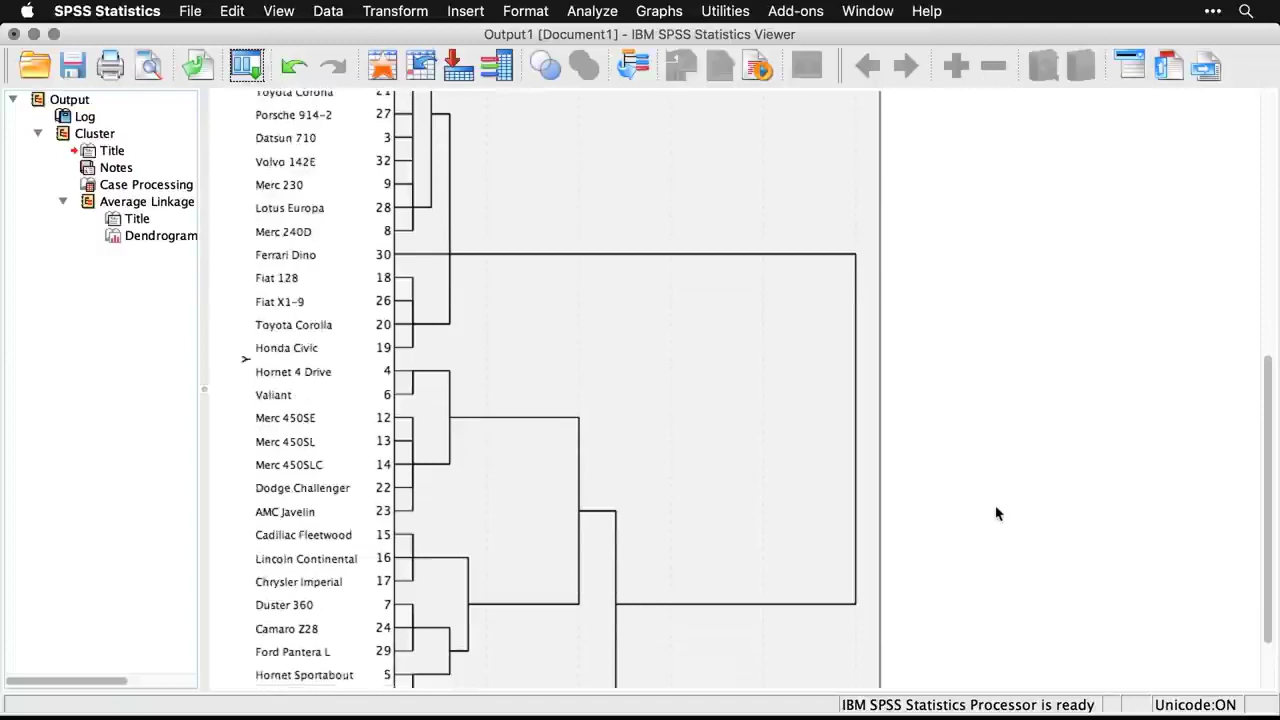 SPSS Statistics File Edit View Data Transform Insert Format Analyze Graphs Utilities Add-ons Window Help
Output1 [Document1] - IBM SPSS Statistics Viewer
Output
Log
Cluster
Title
Notes
Case Processing
Average Linkage
Title
Dendrogram
Toyota Corona 21
Porsche 914-2 27
Datsun 710 3
Volvo 142E 32
Merc 230 9
Lotus Europa 28
Merc 240D 8
Ferrari Dino 30
Fiat 128 18
Fiat X1-9 26
Toyota Corolla 20
Honda Civic 19
Y
Hornet 4 Drive 4
Valiant 6
Merc 450SE 12
Merc 450SL 13
Merc 450SLC 14
Dodge Challenger 22
AMC Javelin 23
Cadillac Fleetwood 15
Lincoln Continental 16
Chrysler Imperial 17
Duster 360 7
Camaro Z28 24
Ford Pantera L 29
Hornet Sportabout 5
IBM SPSS Statistics Processor is ready Unicode:ON